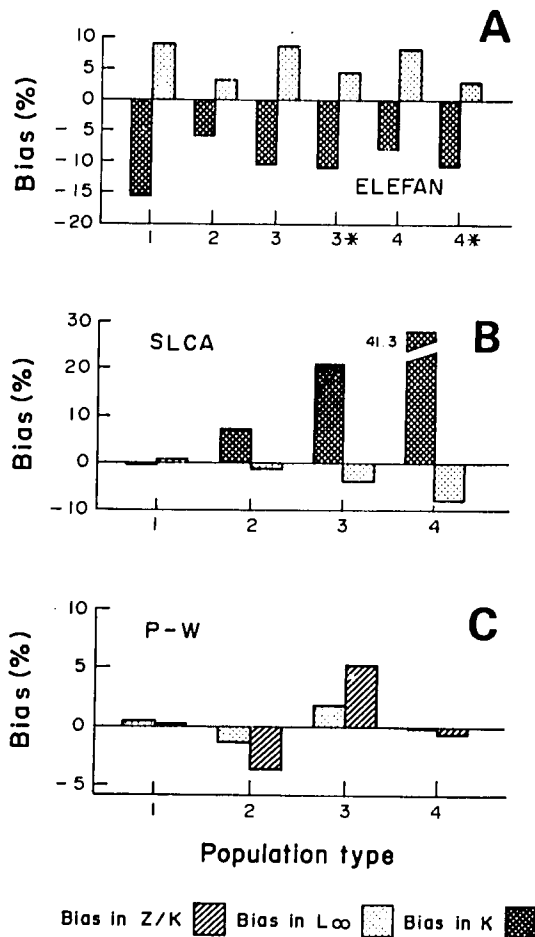 A
10
5
0
-5
-10
-15
-20
Bias (%)
ELEFAN
1 2 3 3* 4 4*
B
30
20
10
0
-10
Bias (%)
SLCA
41.3
1 2 3 4
C
10
5
0
-5
Bias (%)
P-W
1 2 3 4
Population type
Bias in Z/K Bias in L∞ Bias in K